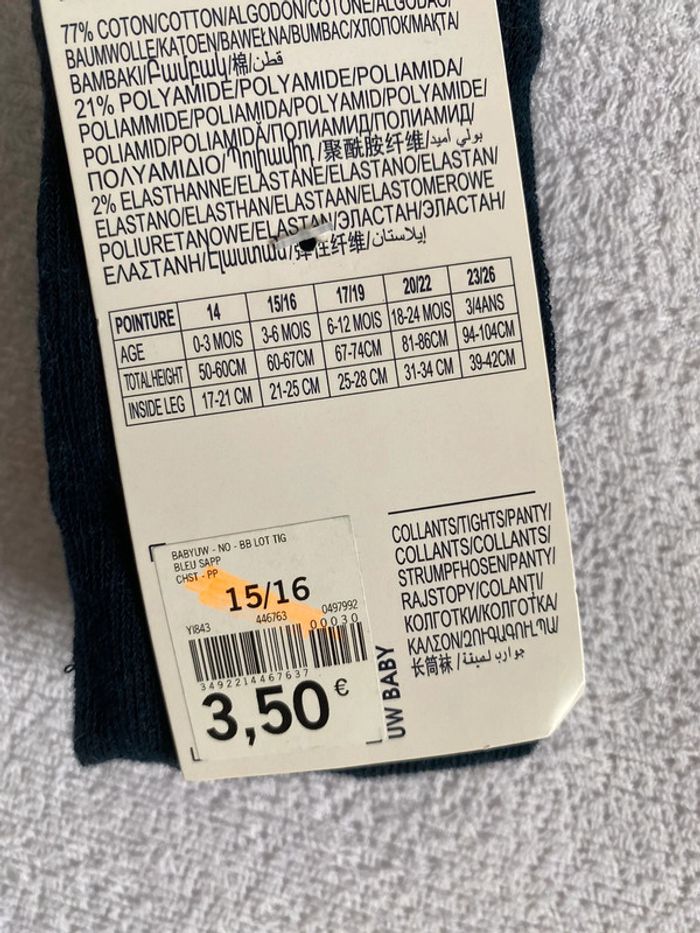 77% COTON/COTTON/ALGODÓN/COTONE/ALGODÃO/
BAUMWOLLE/KATOEN/BAWEŁNA/BUMBAC/ХЛОПОК/МАҚТА/
ΒΑΜΒΑΚΙ/Բամբակ/棉/قطن
21% POLYAMIDE/POLYAMIDE/POLIAMIDA/
POLIAMMIDE/POLIAMIDA/POLYAMID/POLYAMIDE/
POLIAMID/POLIAMIDĂ/ПОЛИАМИД/ПОЛИАМИД/
ΠΟΛΥΑΜΙΔΙΟ/Պոլիամիդ/聚酰胺纤维/بولي أميد
2% ELASTHANNE/ELASTANE/ELASTANO/ELASTAN/
ELASTANO/ELASTHAN/ELASTAAN/ELASTOMEROWE
POLIURETANOWE/ELASTAN/ЭЛАСТАН/ЭЛАСТАН/
ΕΛΑΣΤΑΝΗ/Էլաստան/弹性纤维/إيلاستان
POINTURE 14 15/16 17/19 20/22 23/26
AGE 0-3 MOIS 3-6 MOIS 6-12 MOIS 18-24 MOIS 3/4ANS
TOTALHEIGHT 50-60CM 60-67CM 67-74CM 81-86CM 94-104CM
INSIDE LEG 17-21 CM 21-25 CM 25-28 CM 31-34 CM 39-42CM
BABYUW - NO - BB LOT TIG
BLEU SAPP
CHST - PP
15/16
YI843 446763 0497992
00030
3492214467637
3,50 €
UW BABY
COLLANTS/TIGHTS/PANTY/
COLLANTS/COLLANTS/
STRUMPFHOSEN/PANTY/
RAJSTOPY/COLANȚI/
КОЛГОТКИ/КОЛГОТКА/
ΚΑΛΣΟΝ/ԶՈՒԳԱԳՈՒԼՊԱ/
长筒袜/جوارب لميقة